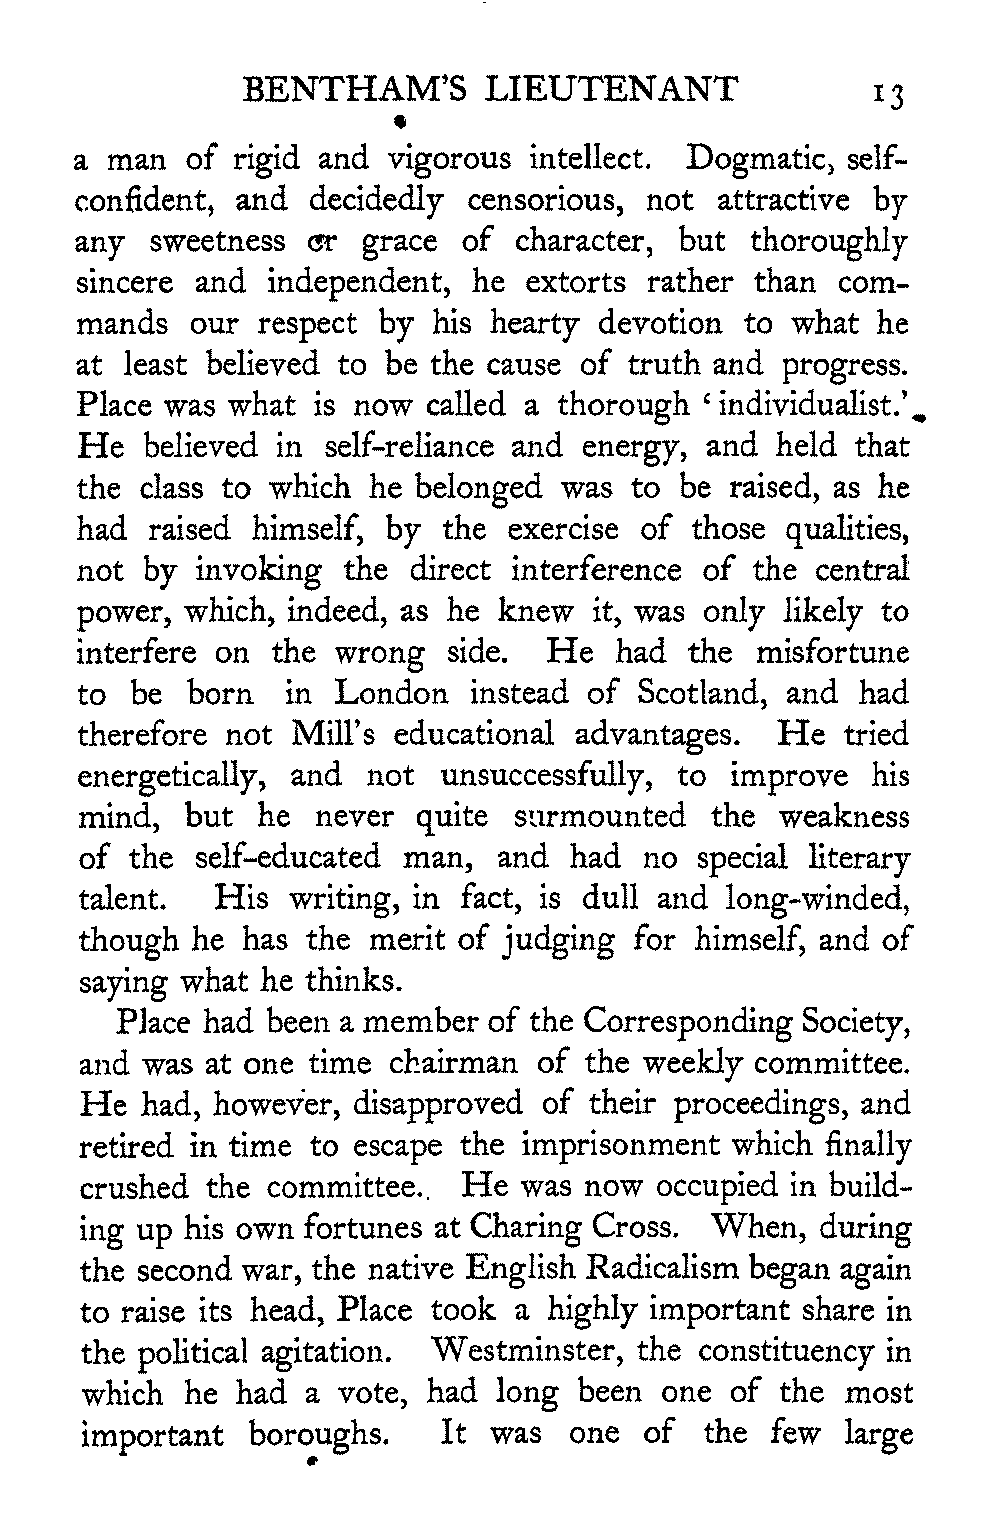 BENTHAM'S LIEUTENANT 13
a man of rigid and vigorous intellect. Dogmatic, self-
confident, and decidedly censorious, not attractive by
any sweetness or grace of character, but thoroughly
sincere and independent, he extorts rather than com-
mands our respect by his hearty devotion to what he
at least believed to be the cause of truth and progress.
Place was what is now called a thorough ‘individualist.’
He believed in self-reliance and energy, and held that
the class to which he belonged was to be raised, as he
had raised himself, by the exercise of those qualities,
not by invoking the direct interference of the central
power, which, indeed, as he knew it, was only likely to
interfere on the wrong side. He had the misfortune
to be born in London instead of Scotland, and had
therefore not Mill's educational advantages. He tried
energetically, and not unsuccessfully, to improve his
mind, but he never quite surmounted the weakness
of the self-educated man, and had no special literary
talent. His writing, in fact, is dull and long-winded,
though he has the merit of judging for himself, and of
saying what he thinks.
Place had been a member of the Corresponding Society,
and was at one time chairman of the weekly committee.
He had, however, disapproved of their proceedings, and
retired in time to escape the imprisonment which finally
crushed the committee. He was now occupied in build-
ing up his own fortunes at Charing Cross. When, during
the second war, the native English Radicalism began again
to raise its head, Place took a highly important share in
the political agitation. Westminster, the constituency in
which he had a vote, had long been one of the most
important boroughs. It was one of the few large